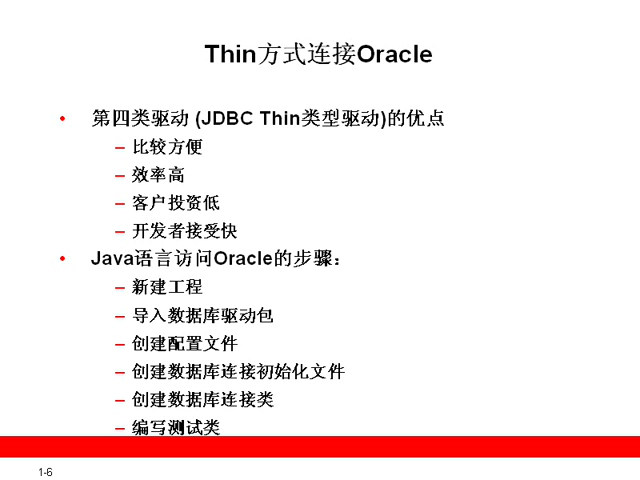 Thin方式连接Oracle
• 第四类驱动 (JDBC Thin类型驱动)的优点
– 比较方便
– 效率高
– 客户投资低
– 开发者接受快
• Java语言访问Oracle的步骤：
– 新建工程
– 导入数据库驱动包
– 创建配置文件
– 创建数据库连接初始化文件
– 创建数据库连接类
– 编写测试类
1-6